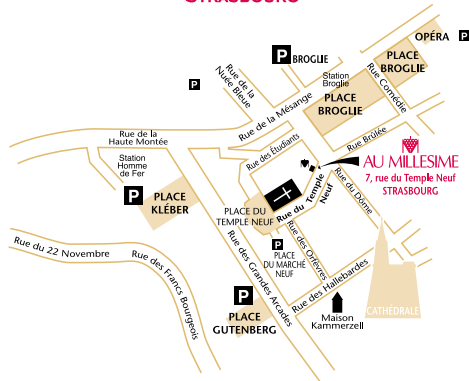 STRASBOURG
OPÉRA
P
P
BROGLIE
P
Rue de la
Nuée Bleue
Station
Broglie
PLACE
BROGLIE
Rue Comédie
PLACE
BROGLIE
Rue de la Mésange
Rue de la
Haute Montée
Rue des Étudiants
Rue Brûlée
AU MILLESIME
7, rue du Temple Neuf
STRASBOURG
Station
Homme
de Fer
P
PLACE
KLÉBER
PLACE DU
TEMPLE NEUF
Rue du Temple
Neuf
Rue du Dôme
Rue du 22 Novembre
Rue des Francs Bourgeois
Rue des Grandes Arcades
P
PLACE
DU MARCHÉ
NEUF
Rue des Orfèvres
Rue des Hallebardes
P
PLACE
GUTENBERG
Maison
Kammerzell
CATHÉDRALE